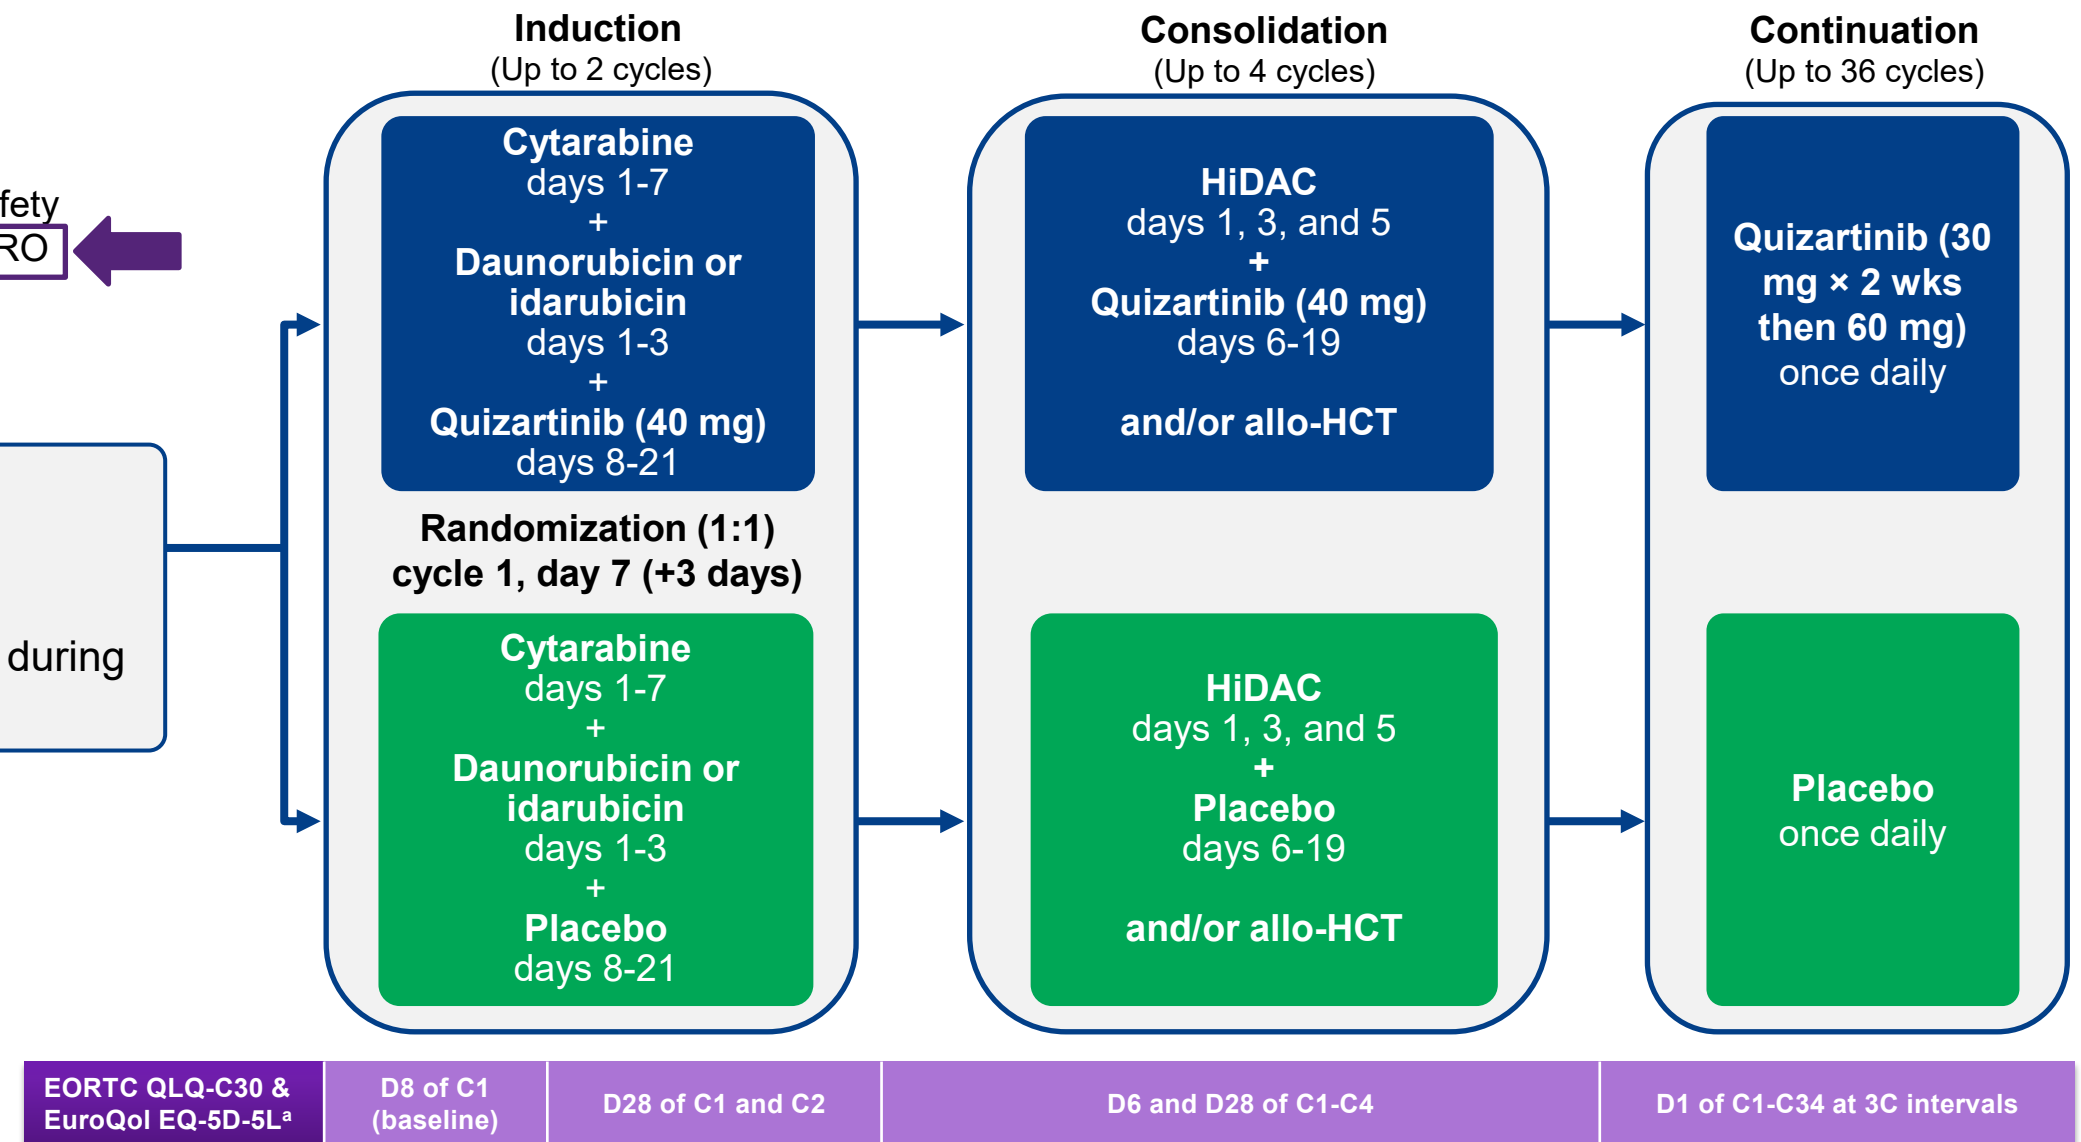 Induction
(Up to 2 cycles)
Consolidation
(Up to 4 cycles)
Continuation
(Up to 36 cycles)
fety
RO
during
Cytarabine
days 1-7
+
Daunorubicin or
idarubicin
days 1-3
+
Quizartinib (40 mg)
days 8-21
HiDAC
days 1, 3, and 5
+
Quizartinib (40 mg)
days 6-19
and/or allo-HCT
Quizartinib (30
mg × 2 wks
then 60 mg)
once daily
Randomization (1:1)
cycle 1, day 7 (+3 days)
Cytarabine
days 1-7
+
Daunorubicin or
idarubicin
days 1-3
+
Placebo
days 8-21
HiDAC
days 1, 3, and 5
+
Placebo
days 6-19
and/or allo-HCT
Placebo
once daily
EORTC QLQ-C30 &
EuroQol EQ-5D-5Lᵃ
D8 of C1
(baseline)
D28 of C1 and C2
D6 and D28 of C1-C4
D1 of C1-C34 at 3C intervals